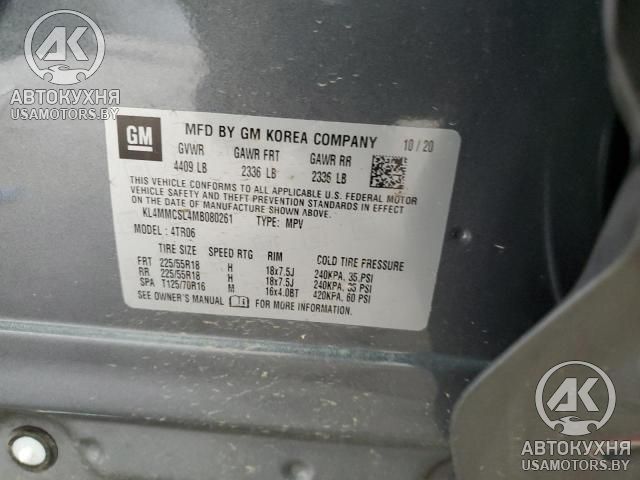 AK
АВТОКУХНЯ
USAMOTORS.BY
GM MFD BY GM KOREA COMPANY 10/20
GVWR GAWR FRT GAWR RR
4409 LB 2336 LB 2336 LB
THIS VEHICLE CONFORMS TO ALL APPLICABLE U.S. FEDERAL MOTOR
VEHICLE SAFETY AND THEFT PREVENTION STANDARDS IN EFFECT
ON THE DATE OF MANUFACTURE SHOWN ABOVE.
KL4MMCSL4MB080261 TYPE: MPV
MODEL: 4TR06
TIRE SIZE SPEED RTG RIM COLD TIRE PRESSURE
FRT 225/55R18 H 18x7.5J 240KPA, 35 PSI
RR 225/55R18 H 18x7.5J 240KPA, 35 PSI
SPA T125/70R16 M 16x4.0BT 420KPA, 60 PSI
SEE OWNER'S MANUAL FOR MORE INFORMATION.
AK
АВТОКУХНЯ
USAMOTORS.BY